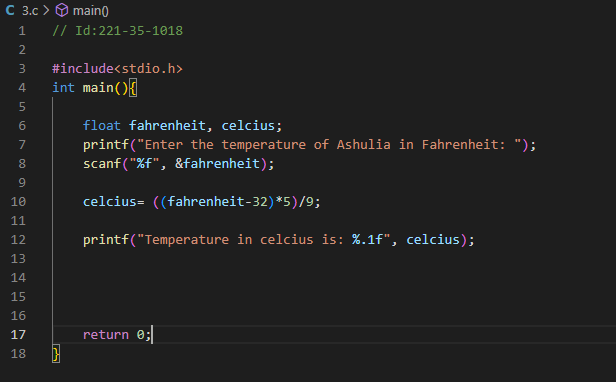 C 3.c > main()
1 // Id:221-35-1018
2
3 #include<stdio.h>
4 int main(){
5
6 float fahrenheit, celcius;
7 printf("Enter the temperature of Ashulia in Fahrenheit: ");
8 scanf("%f", &fahrenheit);
9
10 celcius= ((fahrenheit-32)*5)/9;
11
12 printf("Temperature in celcius is: %.1f", celcius);
13
14
15
16
17 return 0;
18 }